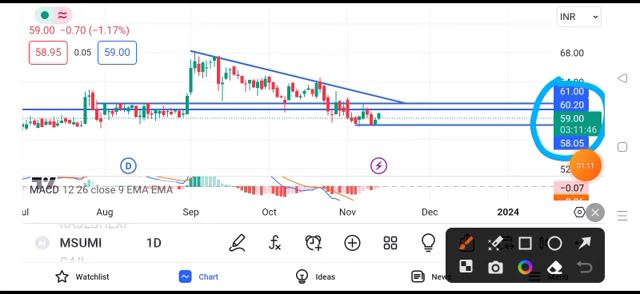 59.00 −0.70 (−1.17%)
INR
58.95 0.05 59.00
68.00
61.00
60.20
59.00
03:11:46
58.05
01:11
D
MACD 12 26 close 9 EMA EMA
−0.07
Aug Sep Oct Nov Dec 2024
MSUMI 1D
Watchlist Chart Ideas News